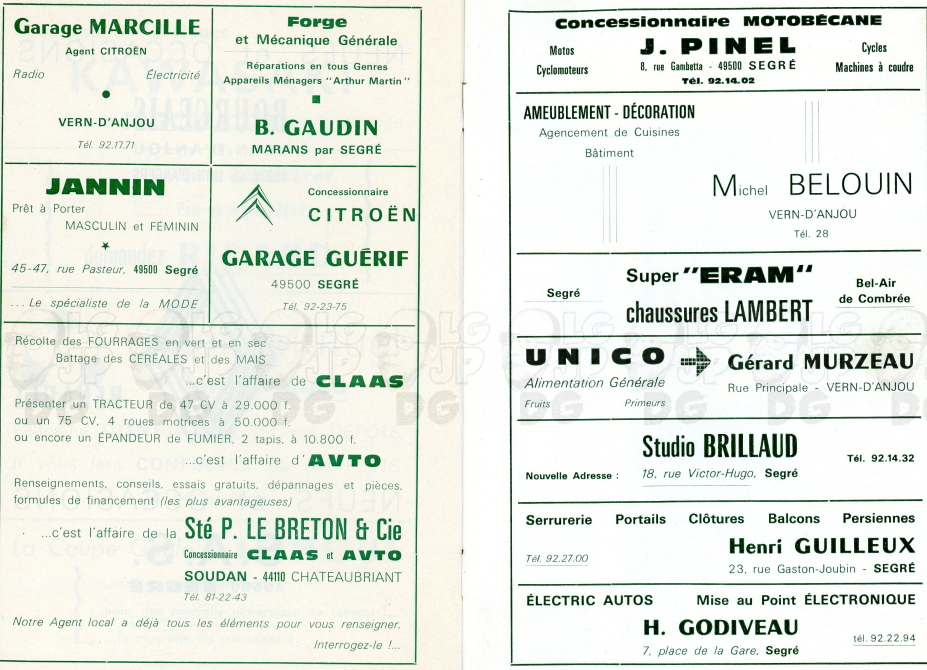 Garage MARCILLE
Agent CITROËN
Radio Électricité
VERN-D'ANJOU
Tél. 92.17.71
Forge
et Mécanique Générale
Réparations en tous Genres
Appareils Ménagers "Arthur Martin"
B. GAUDIN
MARANS par SEGRÉ
JANNIN
Prêt à Porter
MASCULIN et FÉMININ
45-47, rue Pasteur, 49500 Segré
...Le spécialiste de la MODE
Concessionnaire
CITROËN
GARAGE GUÉRIF
49500 SEGRÉ
Tél. 92-23-75
Récolte des FOURRAGES en vert et en sec
Battage des CÉRÉALES et des MAIS
...c'est l'affaire de CLAAS
Présenter un TRACTEUR de 47 CV à 29.000 f.
ou un 75 CV, 4 roues motrices à 50.000 f.
ou encore un ÉPANDEUR de FUMIER, 2 tapis, à 10.800 f.
...c'est l'affaire d'AVTO
Renseignements, conseils, essais gratuits, dépannages et pièces,
formules de financement (les plus avantageuses)
...c'est l'affaire de la Sté P. LE BRETON & Cie
Concessionnaire CLAAS et AVTO
SOUDAN - 44110 CHATEAUBRIANT
Tél. 81-22-43
Notre Agent local a déjà tous les éléments pour vous renseigner.
Interrogez-le !...
Concessionnaire MOTOBÉCANE
Motos
Cyclomoteurs
J. PINEL
8, rue Gambetta - 49500 SEGRÉ
Tél. 92.14.02
Cycles
Machines à coudre
AMEUBLEMENT - DÉCORATION
Agencement de Cuisines
Bâtiment
Michel BELOUIN
VERN-D'ANJOU
Tél. 28
Segré
Super "ERAM"
chaussures LAMBERT
Bel-Air
de Combrée
UNICO
Alimentation Générale
Fruits Primeurs
Gérard MURZEAU
Rue Principale - VERN-D'ANJOU
Studio BRILLAUD
Nouvelle Adresse : 18, rue Victor-Hugo, Segré
Tél. 92.14.32
Serrurerie Portails Clôtures Balcons Persiennes
Tél. 92.27.00
Henri GUILLEUX
23, rue Gaston-Joubin - SEGRÉ
ÉLECTRIC AUTOS Mise au Point ÉLECTRONIQUE
H. GODIVEAU
7, place de la Gare, Segré
tél. 92.22.94